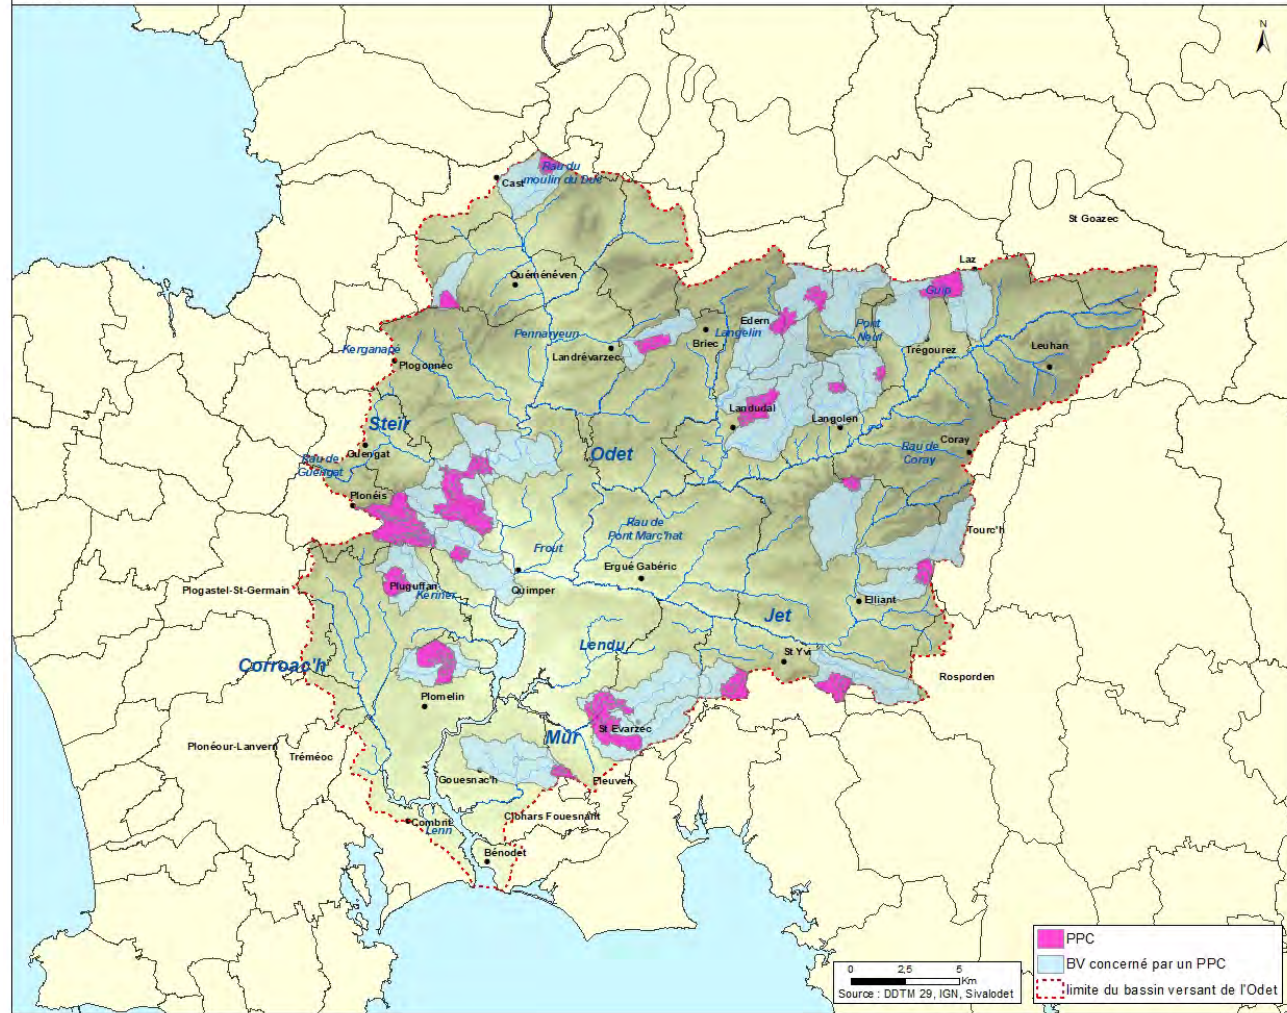 N
St Goazec
Rau du
moulin du Duc
Cast
Laz
Quéménéven
Guip
Edern
Pennaryeun
Langelin
Pont
Neuf
Briec
Landrévarzec
Trégourez
Leuhan
Kerganapé
Plogonnec
Landudal
Langolen
Steir
Guengat
Odet
Coray
Rau de
Coray
Rau de
Guengat
Plonéis
Rau de
Pont Marc'hat
Tourc'h
Frout
Ergué Gabéric
Plogastel-St-Germain
Pluguffan
Keriner
Quimper
Elliant
Jet
Lendu
St Yvi
Corroac'h
Rosporden
Plomelin
St Evarzec
Mur
Plonéour-Lanvern
Tréméoc
Gouesnac'h
Pleuven
Combrit
Lenn
Clohars Fouesnant
Bénodet
PPC
BV concerné par un PPC
limite du bassin versant de l'Odet
0 2,5 5
Km
Source : DDTM 29, IGN, Sivalodet